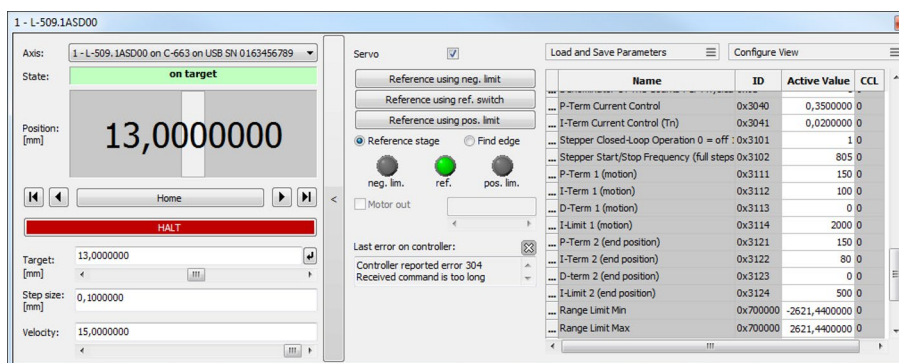 1 - L-509.1ASD00
Axis: 1 - L-509.1ASD00 on C-663 on USB SN 0163456789
State: on target
Position: [mm]
13,0000000
Home
HALT
Target: [mm]
13,0000000
Step size: [mm]
0,1000000
Velocity:
15,0000000
<
Servo
Reference using neg. limit
Reference using ref. switch
Reference using pos. limit
Reference stage Find edge
neg. lim. ref. pos. lim.
Motor out
Last error on controller:
Controller reported error 304
Received command is too long
Load and Save Parameters Configure View
Name ID Active Value CCL
... P-Term Current Control 0x3040 0,3500000 0
... I-Term Current Control (Tn) 0x3041 0,0200000 0
... Stepper Closed-Loop Operation 0 = off 0x3101 1 0
... Stepper Start/Stop Frequency (full steps 0x3102 805 0
... P-Term 1 (motion) 0x3111 150 0
... I-Term 1 (motion) 0x3112 100 0
... D-Term 1 (motion) 0x3113 0 0
... I-Limit 1 (motion) 0x3114 2000 0
... P-Term 2 (end position) 0x3121 150 0
... I-Term 2 (end position) 0x3122 80 0
... D-term 2 (end position) 0x3123 0 0
... I-Limit 2 (end position) 0x3124 500 0
... Range Limit Min 0x700000 -2621,4400000 0
... Range Limit Max 0x700000 2621,4400000 0